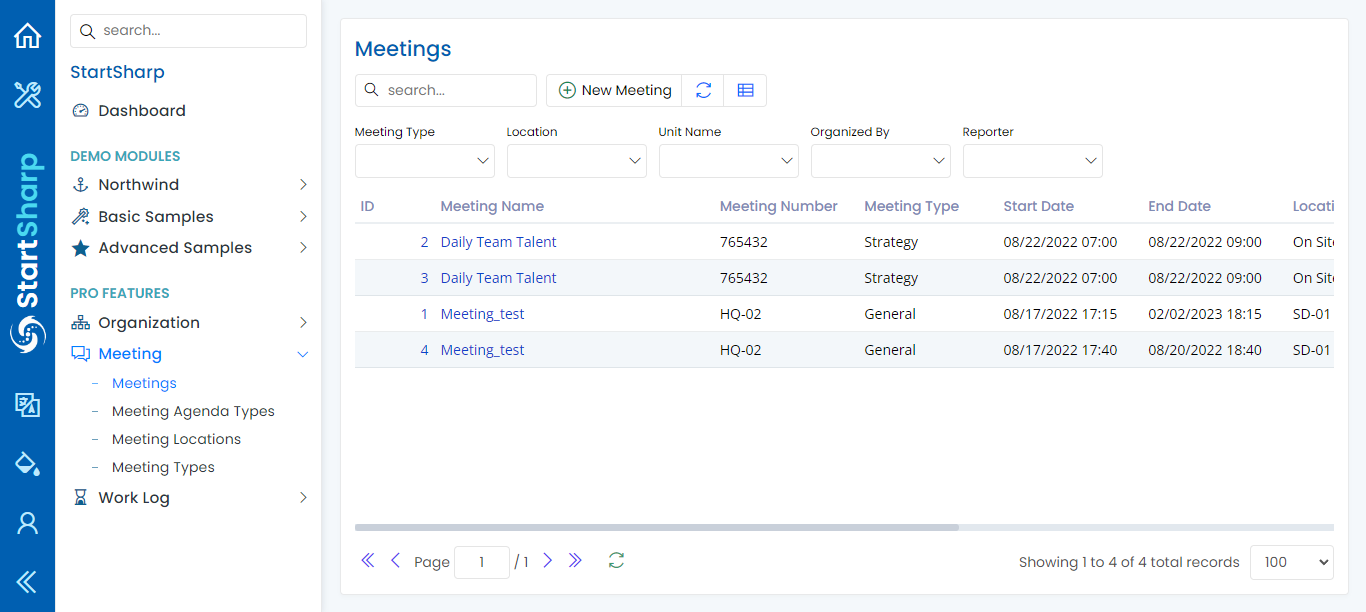 StartSharp
search...
StartSharp
Dashboard
DEMO MODULES
Northwind
Basic Samples
Advanced Samples
PRO FEATURES
Organization
Meeting
Meetings
Meeting Agenda Types
Meeting Locations
Meeting Types
Work Log
Meetings
search... New Meeting
Meeting Type Location Unit Name Organized By Reporter
ID Meeting Name Meeting Number Meeting Type Start Date End Date Locati
2 Daily Team Talent 765432 Strategy 08/22/2022 07:00 08/22/2022 09:00 On Site
3 Daily Team Talent 765432 Strategy 08/22/2022 07:00 08/22/2022 09:00 On Site
1 Meeting_test HQ-02 General 08/17/2022 17:15 02/02/2023 18:15 SD-01
4 Meeting_test HQ-02 General 08/17/2022 17:40 08/20/2022 18:40 SD-01
Page 1 / 1 Showing 1 to 4 of 4 total records 100